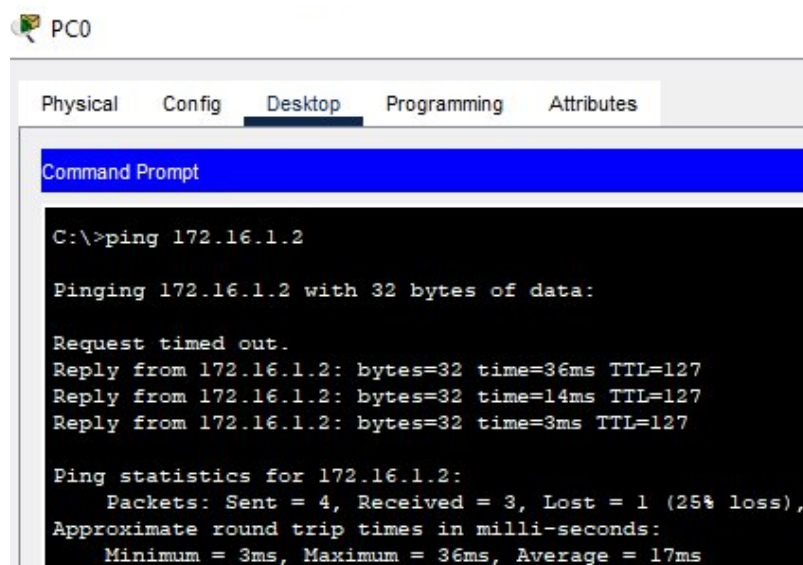 PC0
Physical Config Desktop Programming Attributes
Command Prompt
C:\>ping 172.16.1.2
Pinging 172.16.1.2 with 32 bytes of data:
Request timed out.
Reply from 172.16.1.2: bytes=32 time=36ms TTL=127
Reply from 172.16.1.2: bytes=32 time=14ms TTL=127
Reply from 172.16.1.2: bytes=32 time=3ms TTL=127
Ping statistics for 172.16.1.2:
Packets: Sent = 4, Received = 3, Lost = 1 (25% loss),
Approximate round trip times in milli-seconds:
Minimum = 3ms, Maximum = 36ms, Average = 17ms